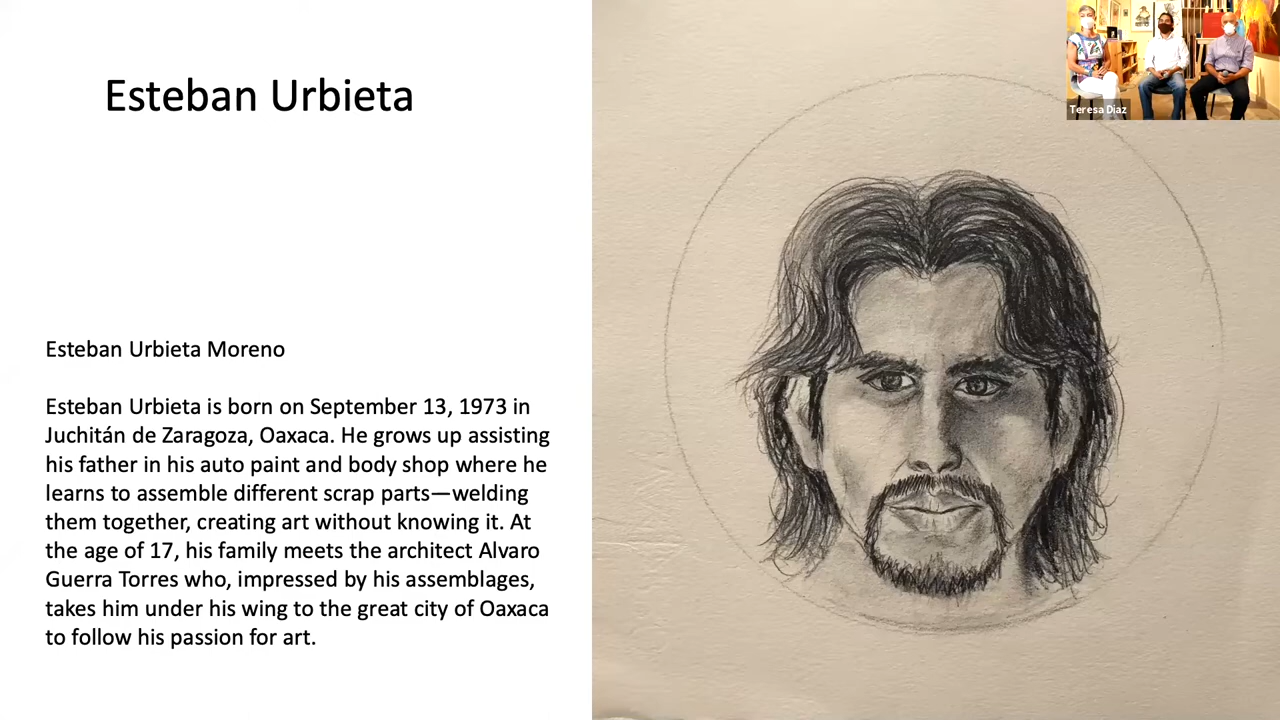 Esteban Urbieta
Teresa Diaz
Esteban Urbieta Moreno
Esteban Urbieta is born on September 13, 1973 in
Juchitán de Zaragoza, Oaxaca. He grows up assisting
his father in his auto paint and body shop where he
learns to assemble different scrap parts—welding
them together, creating art without knowing it. At
the age of 17, his family meets the architect Alvaro
Guerra Torres who, impressed by his assemblages,
takes him under his wing to the great city of Oaxaca
to follow his passion for art.